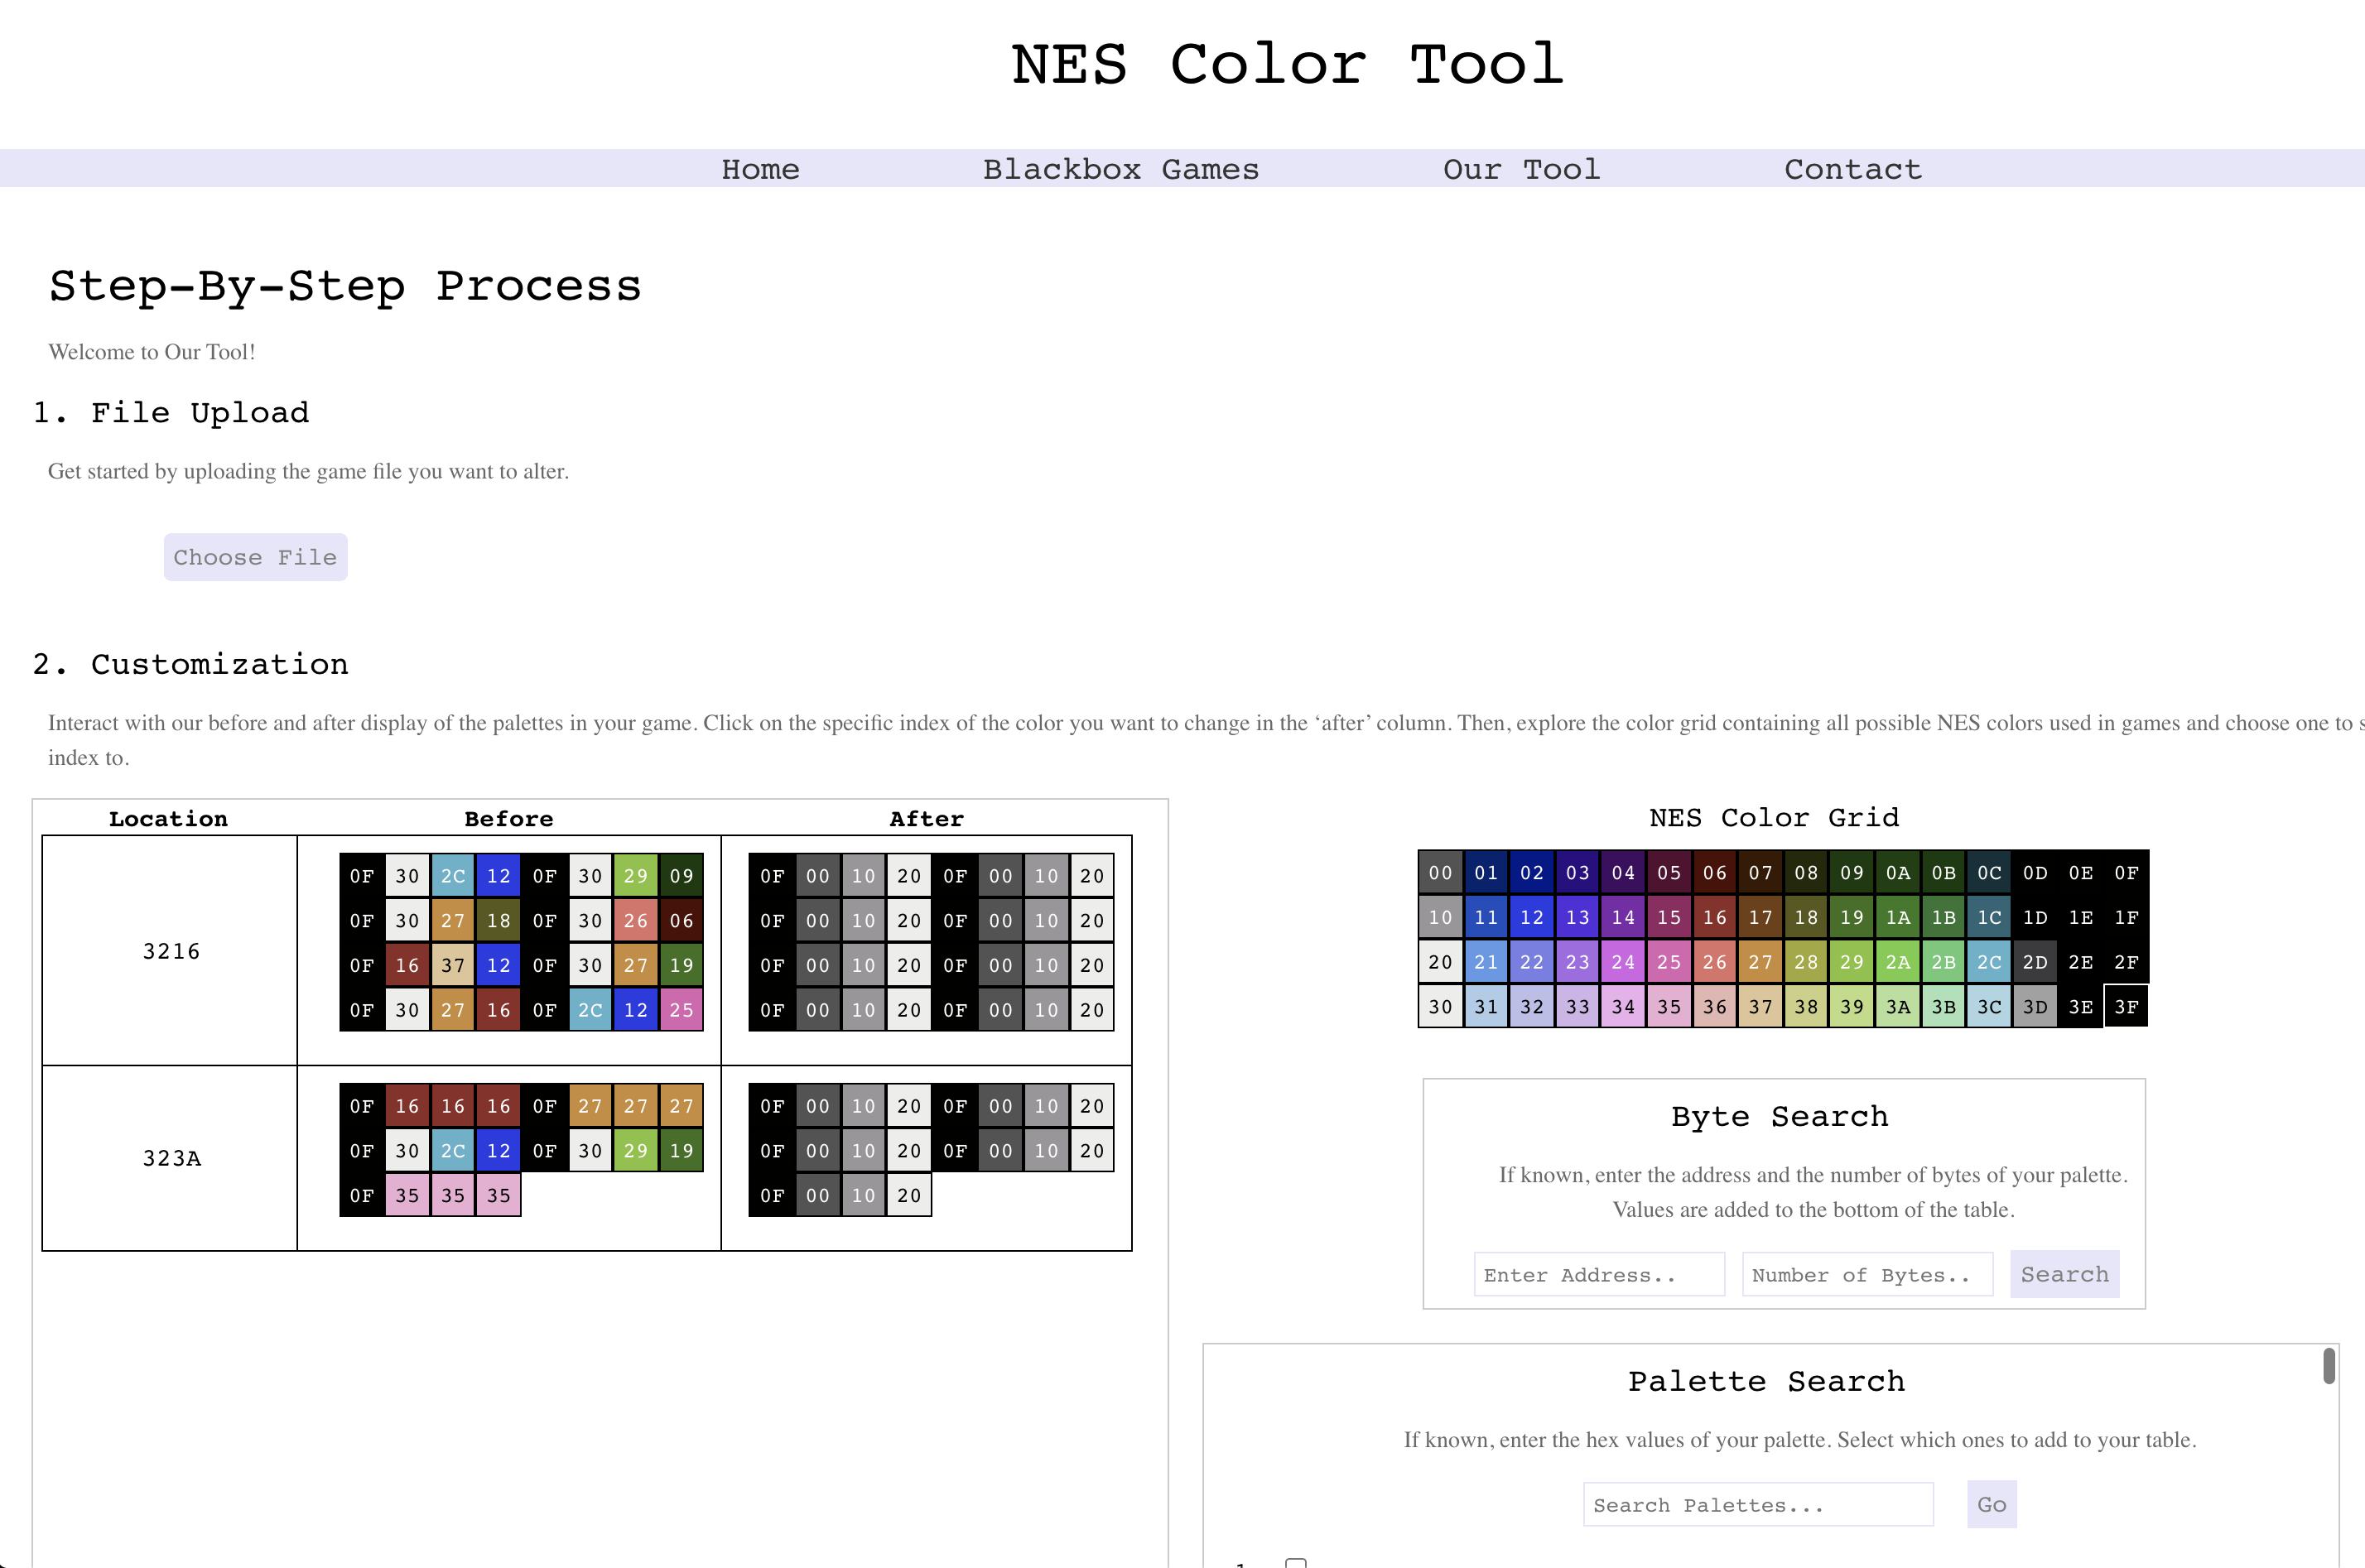 NES Color Tool
Home Blackbox Games Our Tool Contact
Step-By-Step Process
Welcome to Our Tool!
1. File Upload
Get started by uploading the game file you want to alter.
Choose File
2. Customization
Interact with our before and after display of the palettes in your game. Click on the specific index of the color you want to change in the ‘after’ column. Then, explore the color grid containing all possible NES colors used in games and choose one to
index to.
Location Before After
3216
0F 30 2C 12 0F 30 29 09
0F 30 27 18 0F 30 26 06
0F 16 37 12 0F 30 27 19
0F 30 27 16 0F 2C 12 25
0F 00 10 20 0F 00 10 20
0F 00 10 20 0F 00 10 20
0F 00 10 20 0F 00 10 20
0F 00 10 20 0F 00 10 20
323A
0F 16 16 16 0F 27 27 27
0F 30 2C 12 0F 30 29 19
0F 35 35 35
0F 00 10 20 0F 00 10 20
0F 00 10 20 0F 00 10 20
0F 00 10 20
NES Color Grid
00 01 02 03 04 05 06 07 08 09 0A 0B 0C 0D 0E 0F
10 11 12 13 14 15 16 17 18 19 1A 1B 1C 1D 1E 1F
20 21 22 23 24 25 26 27 28 29 2A 2B 2C 2D 2E 2F
30 31 32 33 34 35 36 37 38 39 3A 3B 3C 3D 3E 3F
Byte Search
If known, enter the address and the number of bytes of your palette.
Values are added to the bottom of the table.
Enter Address.. Number of Bytes.. Search
Palette Search
If known, enter the hex values of your palette. Select which ones to add to your table.
Search Palettes... Go